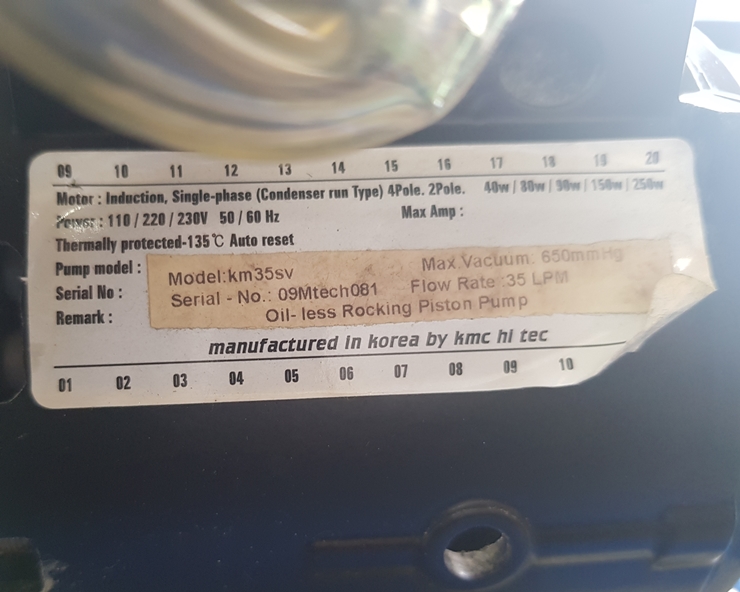 09 10 11 12 13 14 15 16 17 18 19 20
Motor : Induction, Single-phase (Condenser run Type) 4Pole. 2Pole. 40w | 80w | 90w | 150w | 250w
Power : 110 / 220 / 230V 50 / 60 Hz Max Amp :
Thermally protected-135℃ Auto reset
Pump model : Model:km35sv Max Vacuum: 650mmHg
Serial No : Serial - No.: 09Mtech081 Flow Rate :35 LPM
Remark : Oil- less Rocking Piston Pump
manufactured in korea by kmc hi tec
01 02 03 04 05 06 07 08 09 10